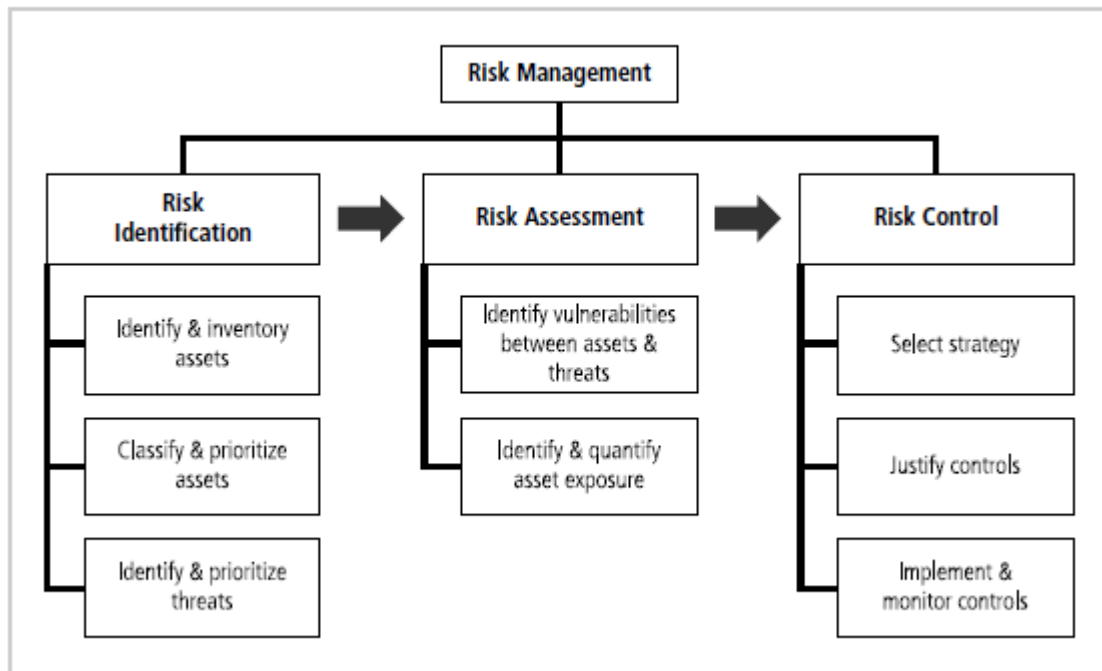 Risk Management
Risk
Identification
Risk Assessment
Risk Control
Identify & inventory
assets
Classify & prioritize
assets
Identify & prioritize
threats
Identify vulnerabilities
between assets &
threats
Identify & quantify
asset exposure
Select strategy
Justify controls
Implement &
monitor controls